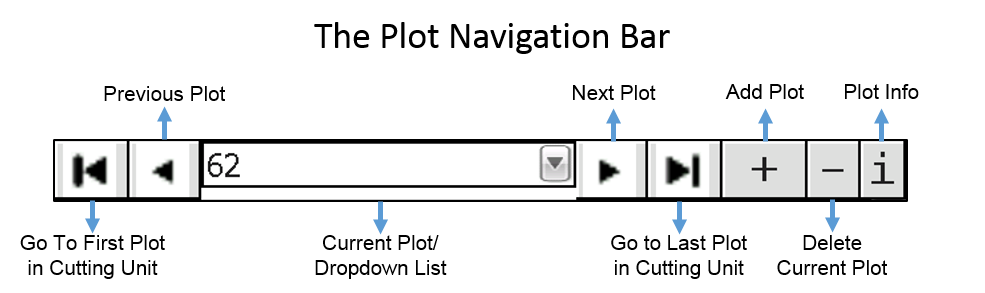 The Plot Navigation Bar
Previous Plot
Next Plot
Add Plot
Plot Info
62
+
−
i
Go To First Plot
in Cutting Unit
Current Plot/
Dropdown List
Go to Last Plot
in Cutting Unit
Delete
Current Plot